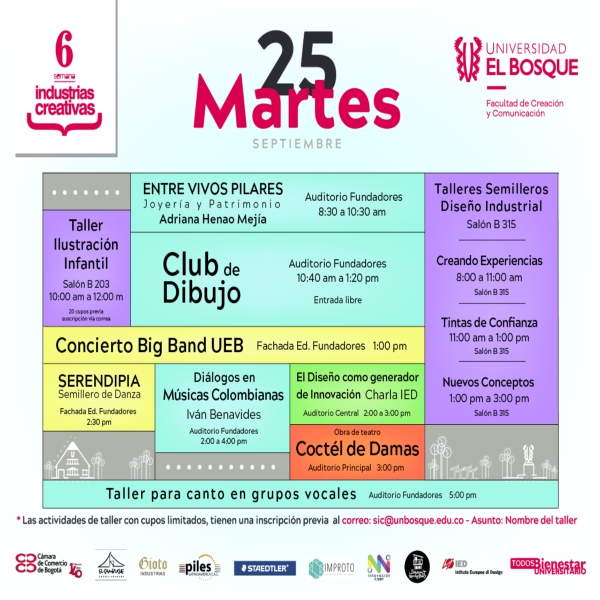 6
semana
industrias
creativas
25
Martes
SEPTIEMBRE
UNIVERSIDAD
EL BOSQUE
Facultad de Creación
y Comunicación
Taller
Ilustración
Infantil
Salón B 203
10:00 am a 12:00 m
20 cupos previa
suscripción vía correo
ENTRE VIVOS PILARES
Joyería y Patrimonio
Adriana Henao Mejía
Auditorio Fundadores
8:30 a 10:30 am
Club de
Dibujo
Auditorio Fundadores
10:40 am a 1:20 pm
Entrada libre
Talleres Semilleros
Diseño Industrial
Salón B 315
Creando Experiencias
8:00 a 11:00 am
Salón B 315
Tintas de Confianza
11:00 am a 1:00 pm
Salón B 315
Nuevos Conceptos
1:00 pm a 3:00 pm
Salón B 315
Concierto Big Band UEB Fachada Ed. Fundadores 1:00 pm
SERENDIPIA
Semillero de Danza
Fachada Ed. Fundadores
2:30 pm
Diálogos en
Músicas Colombianas
Iván Benavides
Auditorio Fundadores
2:00 a 4:00 pm
El Diseño como generador
de Innovación Charla IED
Auditorio Central 2:00 a 3:00 pm
Obra de teatro
Coctél de Damas
Auditorio Principal 3:00 pm
Taller para canto en grupos vocales Auditorio Fundadores 5:00 pm
* Las actividades de taller con cupos limitados, tienen una inscripción previa al correo: sic@unbosque.edu.co - Asunto: Nombre del taller
Cámara
de Comercio
de Bogotá
Gioto
INDUSTRIAS
piles
STAEDTLER
IMPROTO
IED
Istituto Europeo di Design
TODOS Bienestar
UNIVERSITARIO